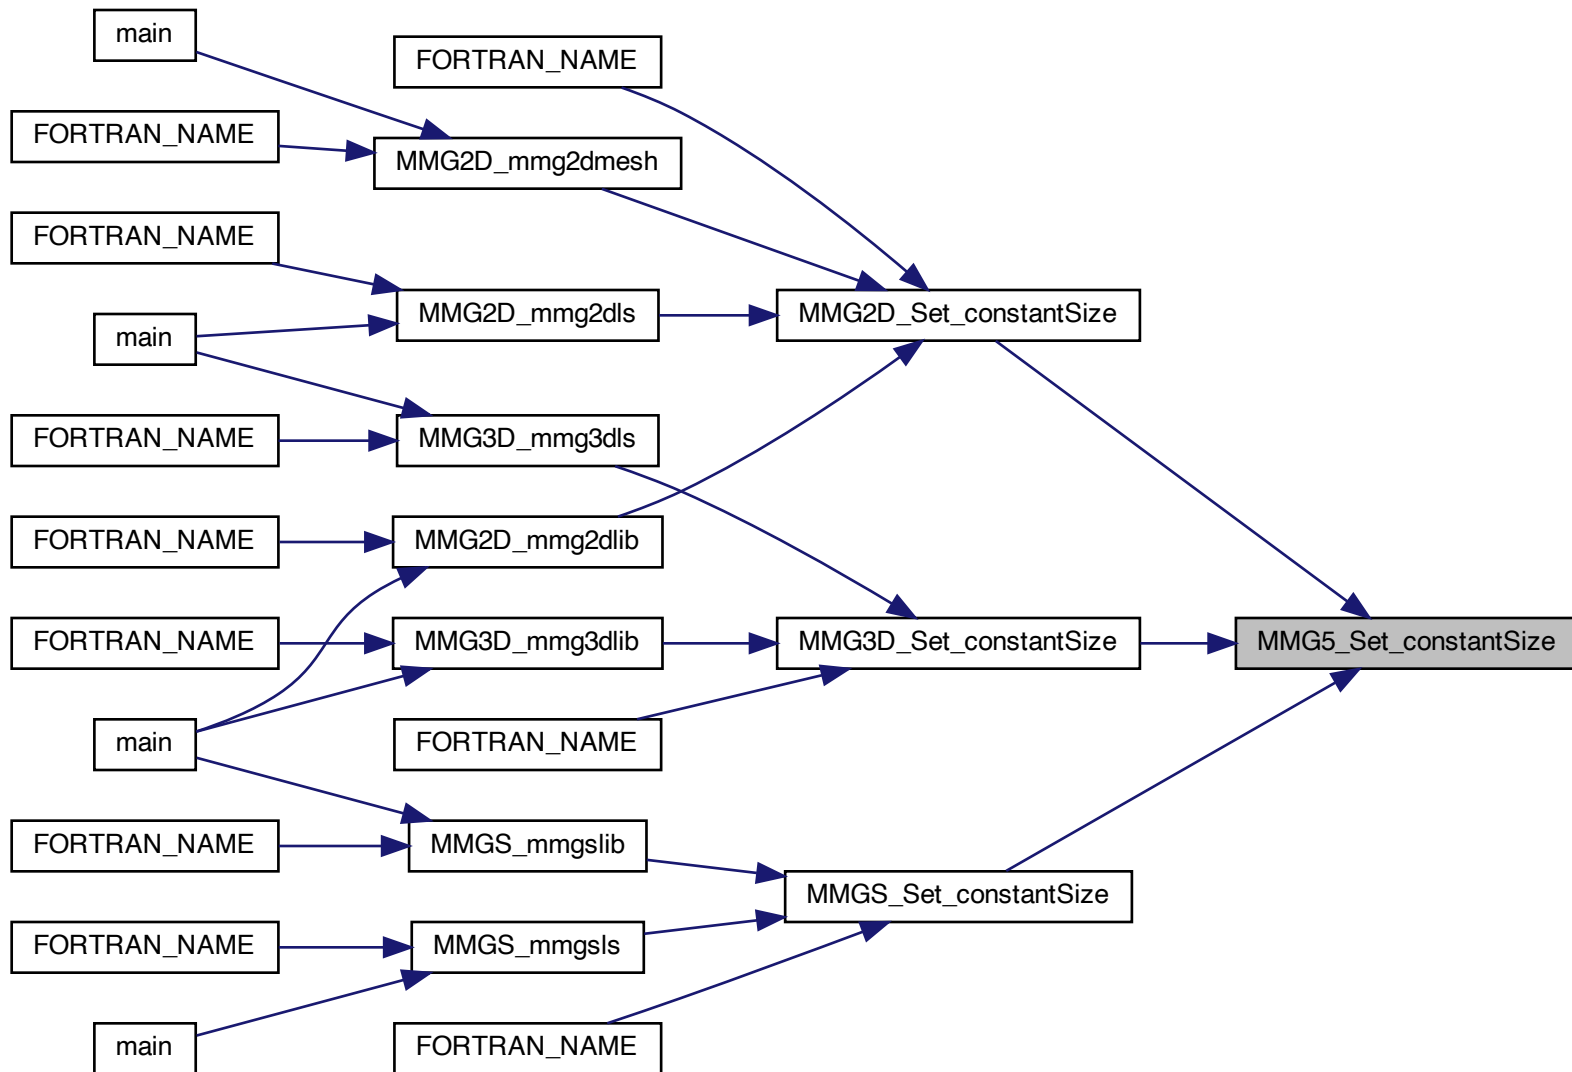 main
FORTRAN_NAME
FORTRAN_NAME
MMG2D_mmg2dmesh
FORTRAN_NAME
MMG2D_mmg2dls
MMG2D_Set_constantSize
main
FORTRAN_NAME
MMG3D_mmg3dls
FORTRAN_NAME
MMG2D_mmg2dlib
FORTRAN_NAME
MMG3D_mmg3dlib
MMG3D_Set_constantSize
MMG5_Set_constantSize
main
FORTRAN_NAME
FORTRAN_NAME
MMGS_mmgslib
MMGS_Set_constantSize
FORTRAN_NAME
MMGS_mmgsls
main
FORTRAN_NAME